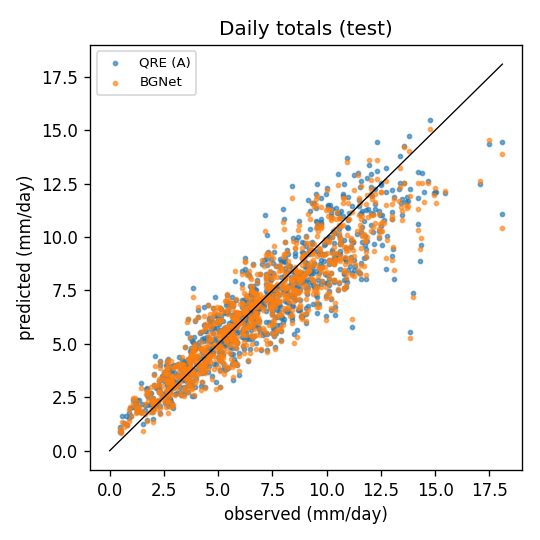 Daily totals (test)
QRE (A)
BGNet
17.5
15.0
12.5
10.0
7.5
5.0
2.5
0.0
predicted (mm/day)
0.0 2.5 5.0 7.5 10.0 12.5 15.0 17.5
observed (mm/day)